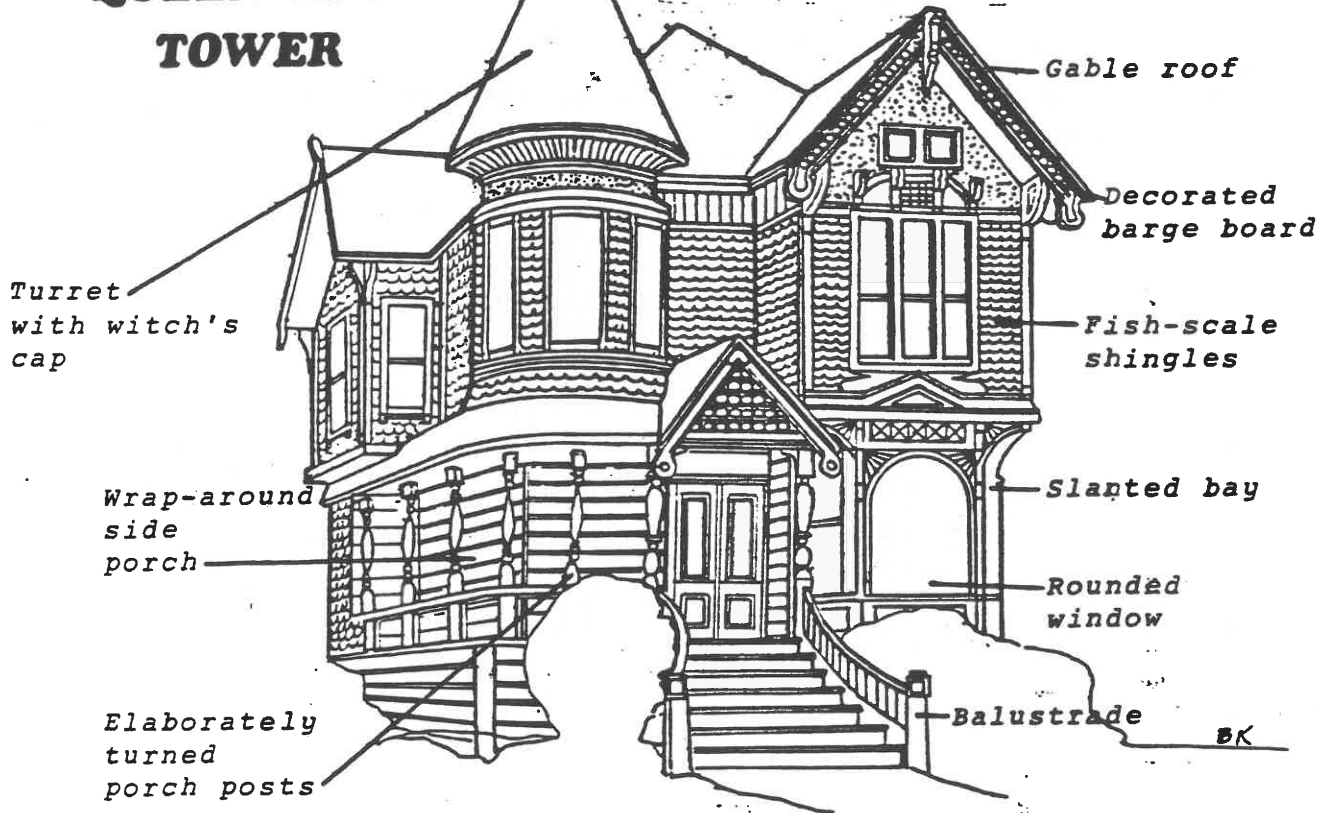 TOWER
Gable roof
Decorated
barge board
Turret
with witch's
cap
Fish-scale
shingles
Wrap-around
side
porch
Slanted bay
Rounded
window
Elaborately
turned
porch posts
Balustrade
BK